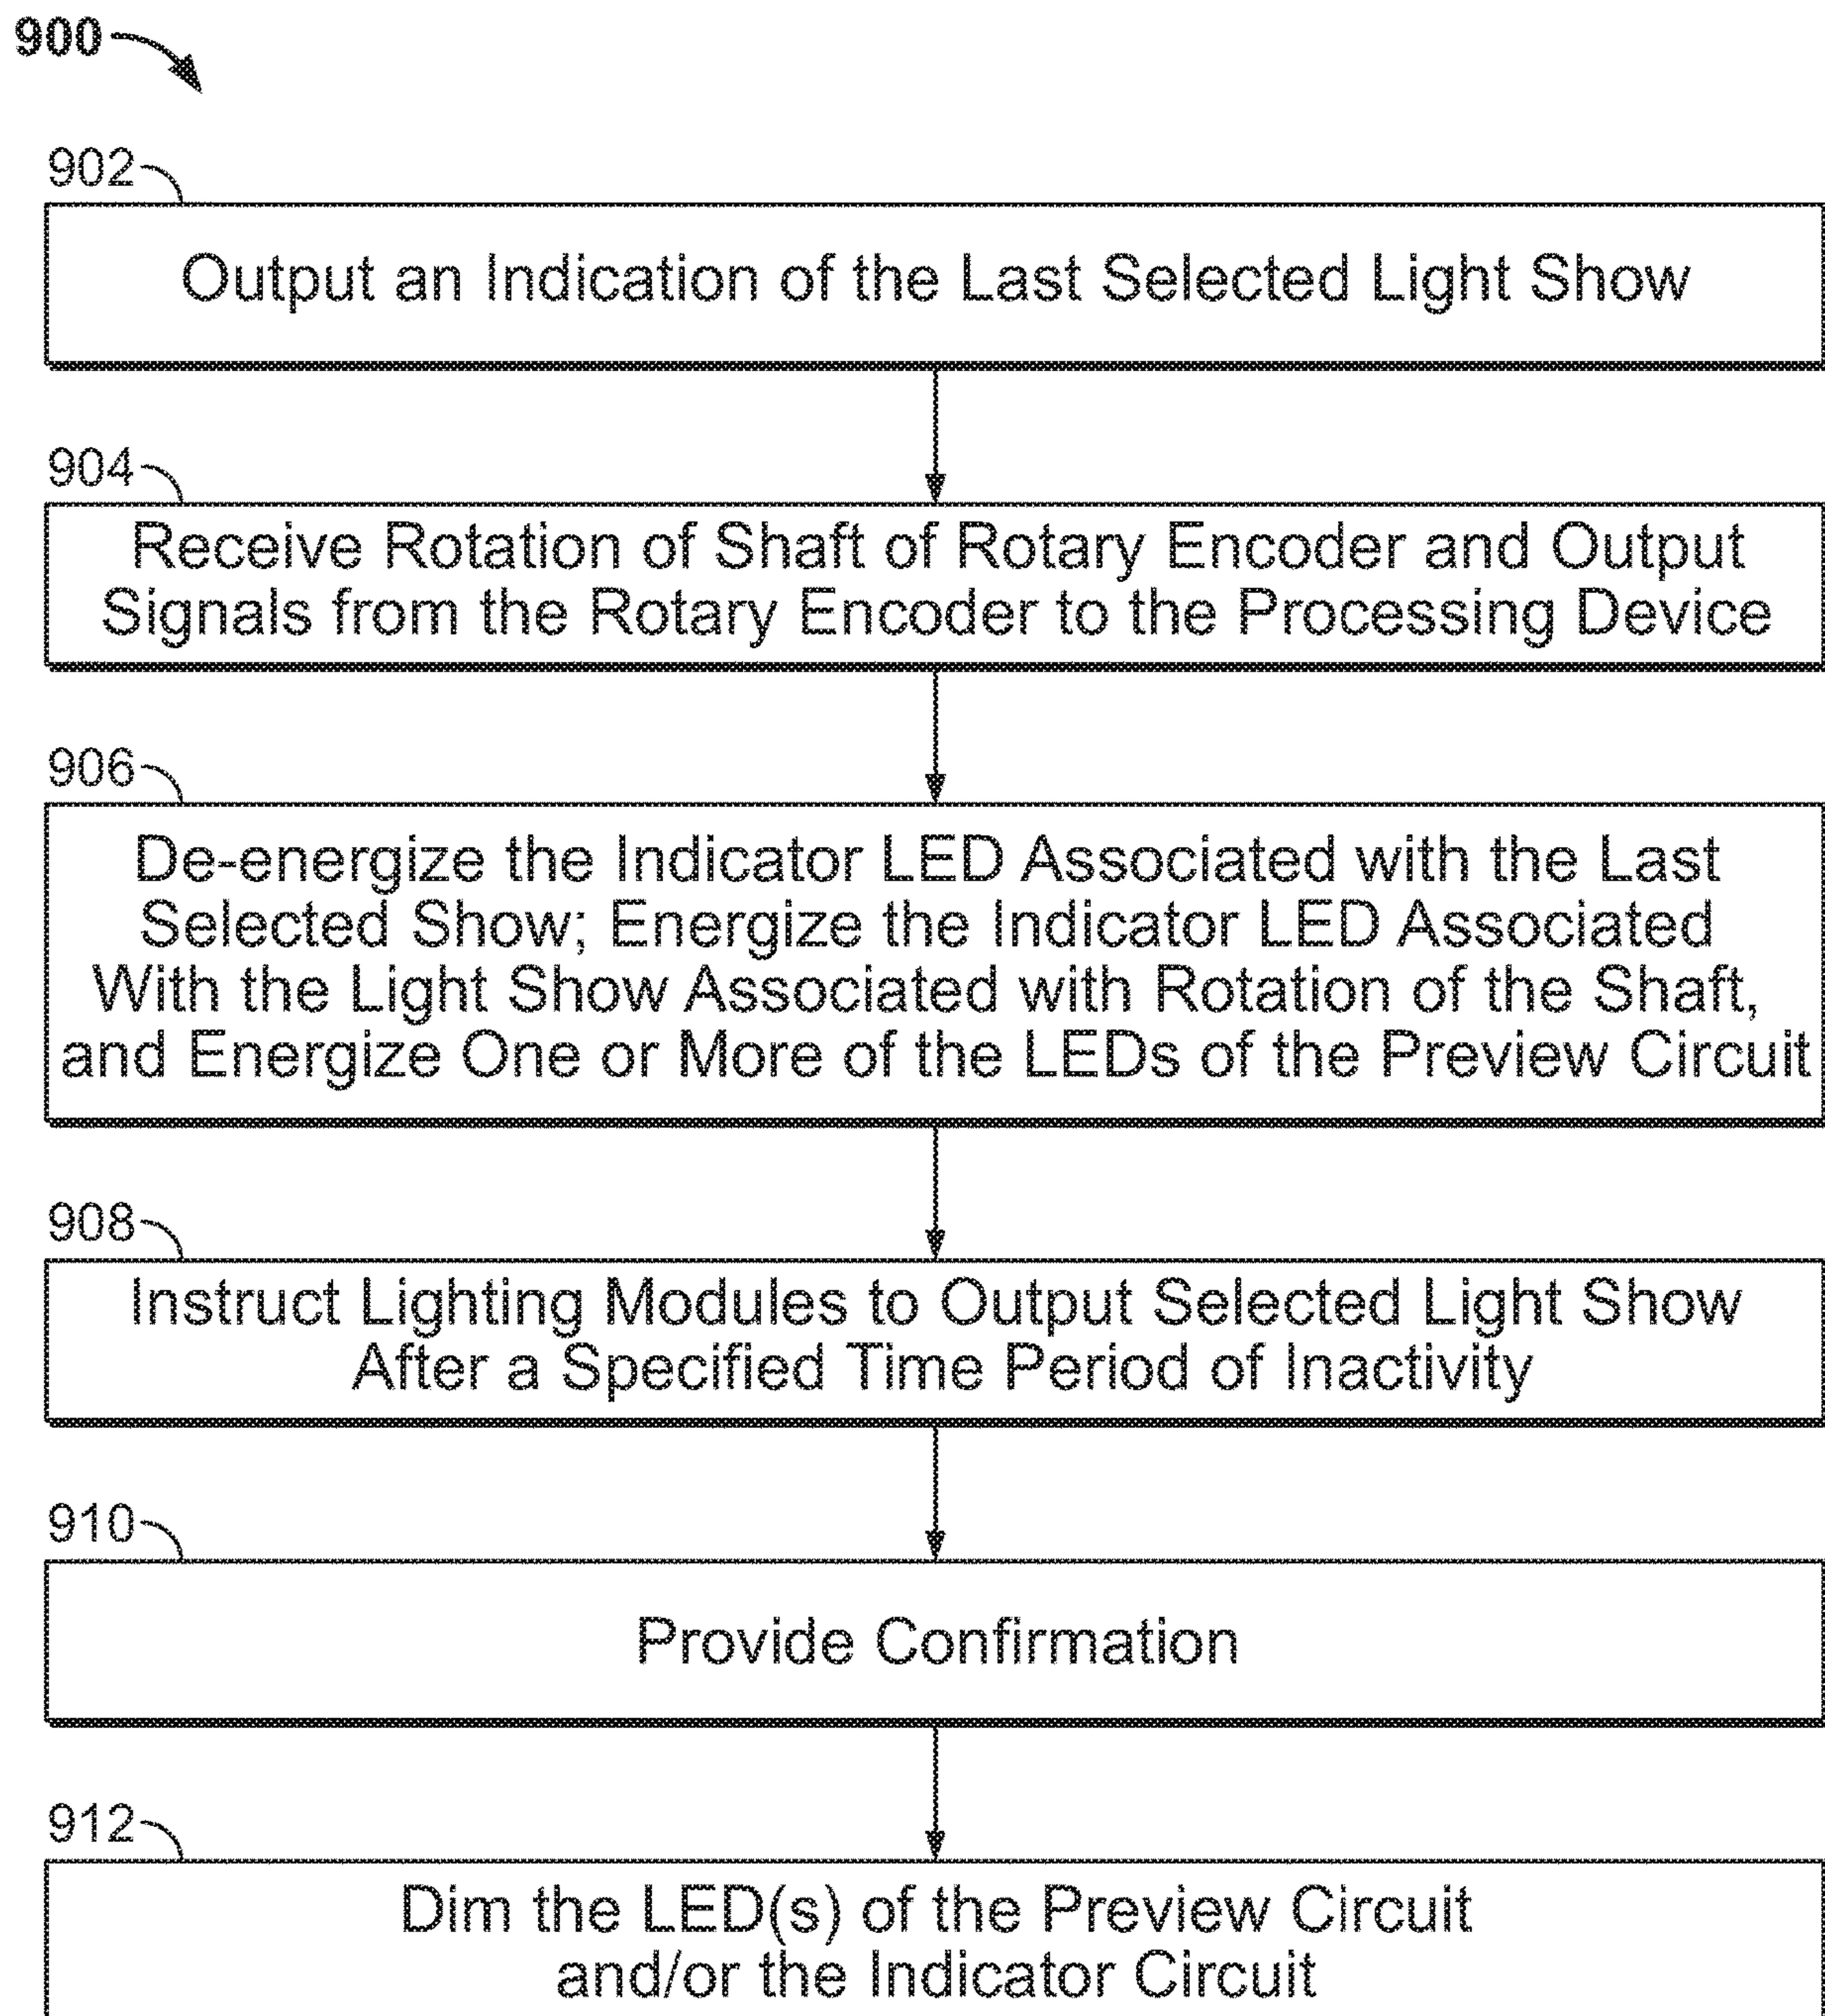 900
902
Output an Indication of the Last Selected Light Show
904
Receive Rotation of Shaft of Rotary Encoder and Output
Signals from the Rotary Encoder to the Processing Device
906
De-energize the Indicator LED Associated with the Last
Selected Show; Energize the Indicator LED Associated
With the Light Show Associated with Rotation of the Shaft,
and Energize One or More of the LEDs of the Preview Circuit
908
Instruct Lighting Modules to Output Selected Light Show
After a Specified Time Period of Inactivity
910
Provide Confirmation
912
Dim the LED(s) of the Preview Circuit
and/or the Indicator Circuit